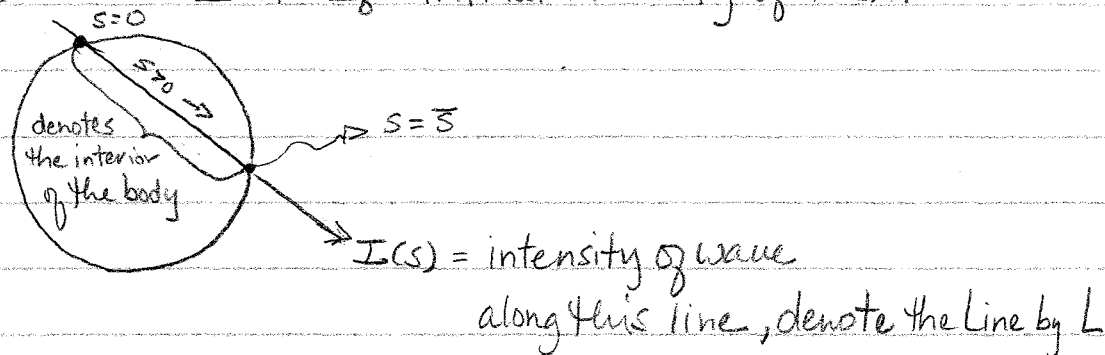 s=0
s>0 →
s = s̅
denotes
the interior
of the body
I(s) = intensity of wave
along this line, denote the Line by L